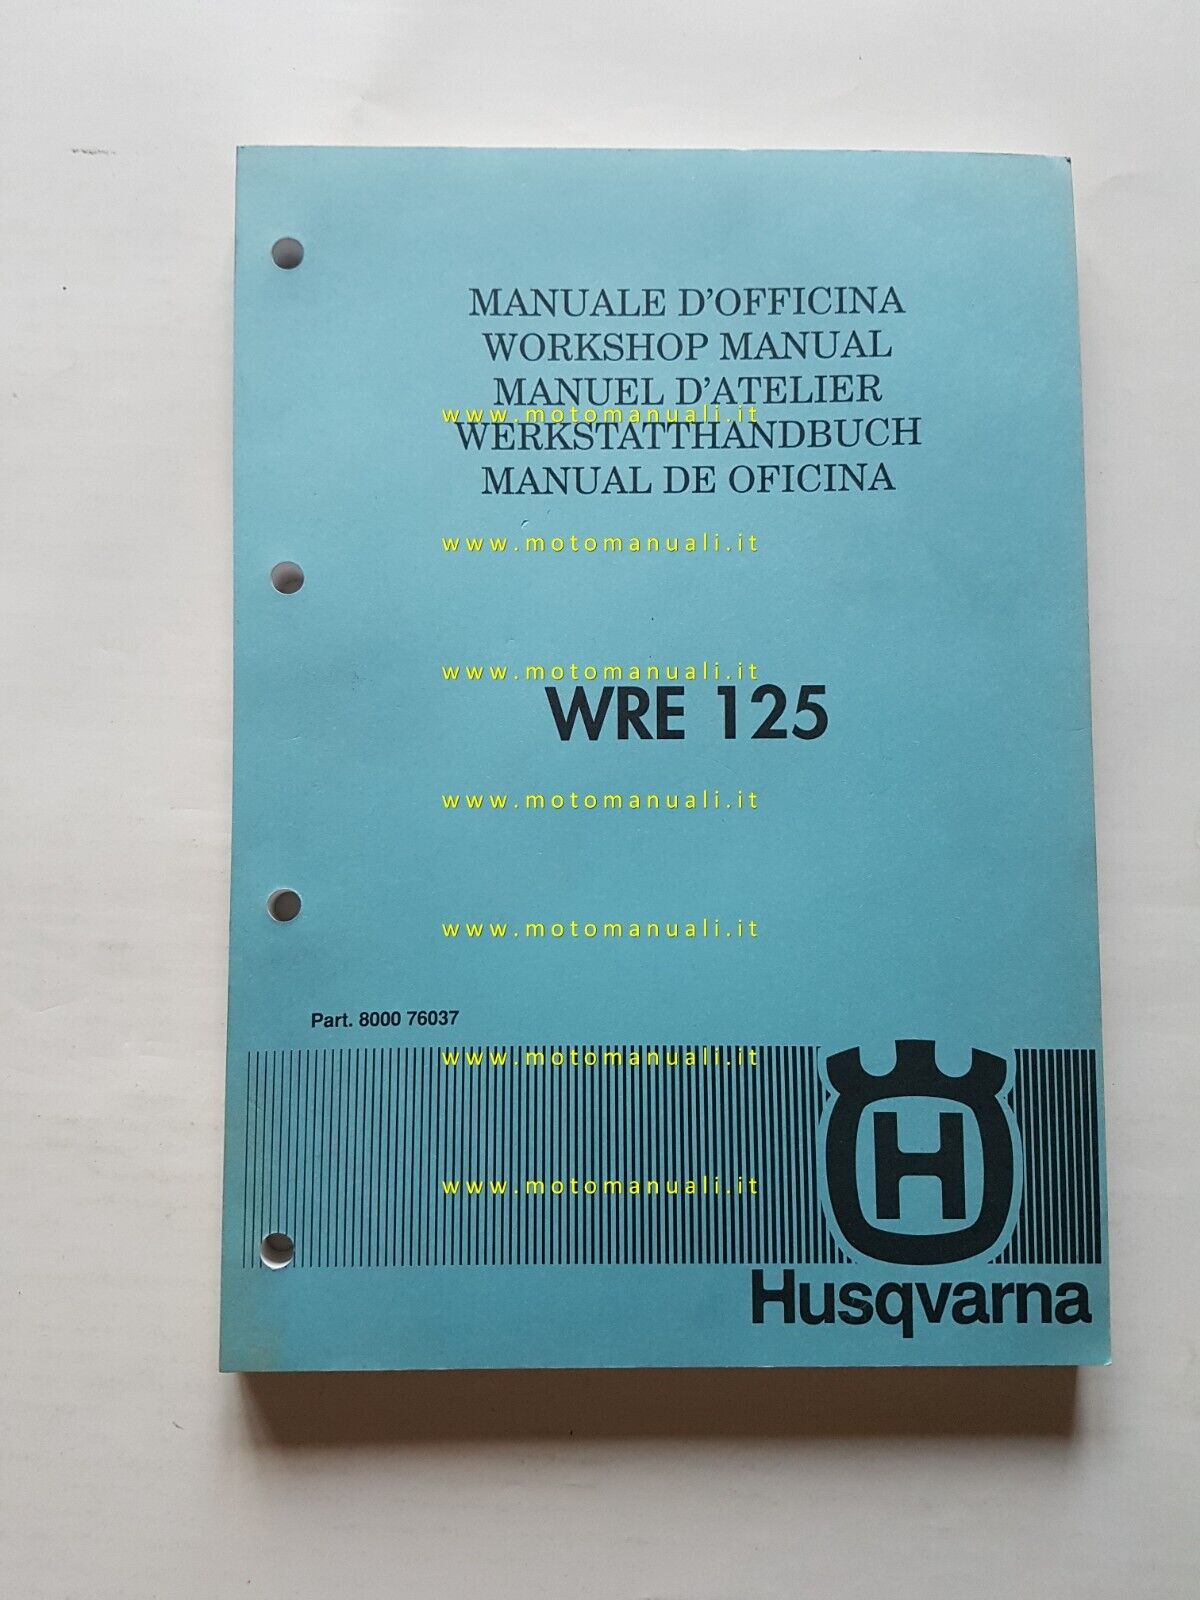 MANUALE D'OFFICINA
WORKSHOP MANUAL
MANUEL D'ATELIER
www.motomanuali.it
WERKSTATTHANDBUCH
MANUAL DE OFICINA
www.motomanuali.it
www.motomanuali.it
WRE 125
www.motomanuali.it
www.motomanuali.it
Part. 8000 76037
www.motomanuali.it
H
www.motomanuali.it
Husqvarna